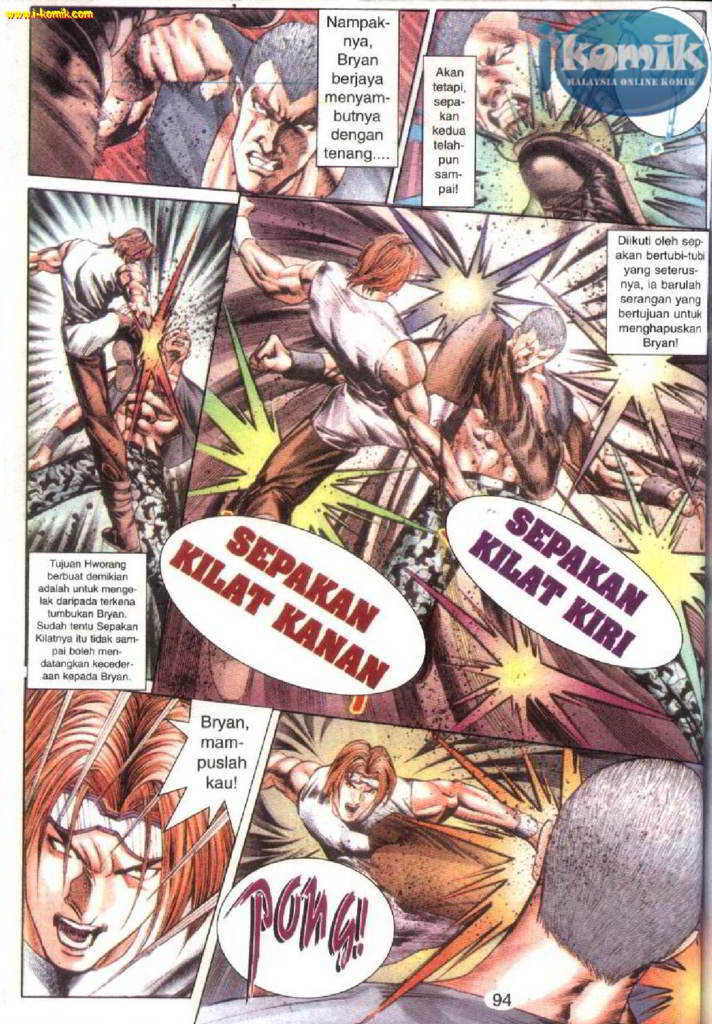 www.i-komik.com
Nampak-
nya,
Bryan
berjaya
menyam-
butnya
dengan
tenang....
Akan
tetapi,
sepa-
kan
kedua
telah-
pun
sam-
pai!
ikomik
MALAYSIA ONLINE KOMIK
Diikuti oleh sep-
akan bertubi-tubi
yang seterus-
nya, ia barulah
serangan yang
bertujuan untuk
menghapuskan
Bryan!
SEPAKAN
KILAT KANAN
SEPAKAN
KILAT KIRI
Tujuan Hworang
berbuat demikian
adalah untuk menge-
lak daripada terkena
tumbukan Bryan.
Sudah tentu Sepakan
Kilatnya itu tidak sam-
pai boleh men-
datangkan keceder-
aan kepada Bryan.
Bryan,
mam-
puslah
kau!
PONG!!
94